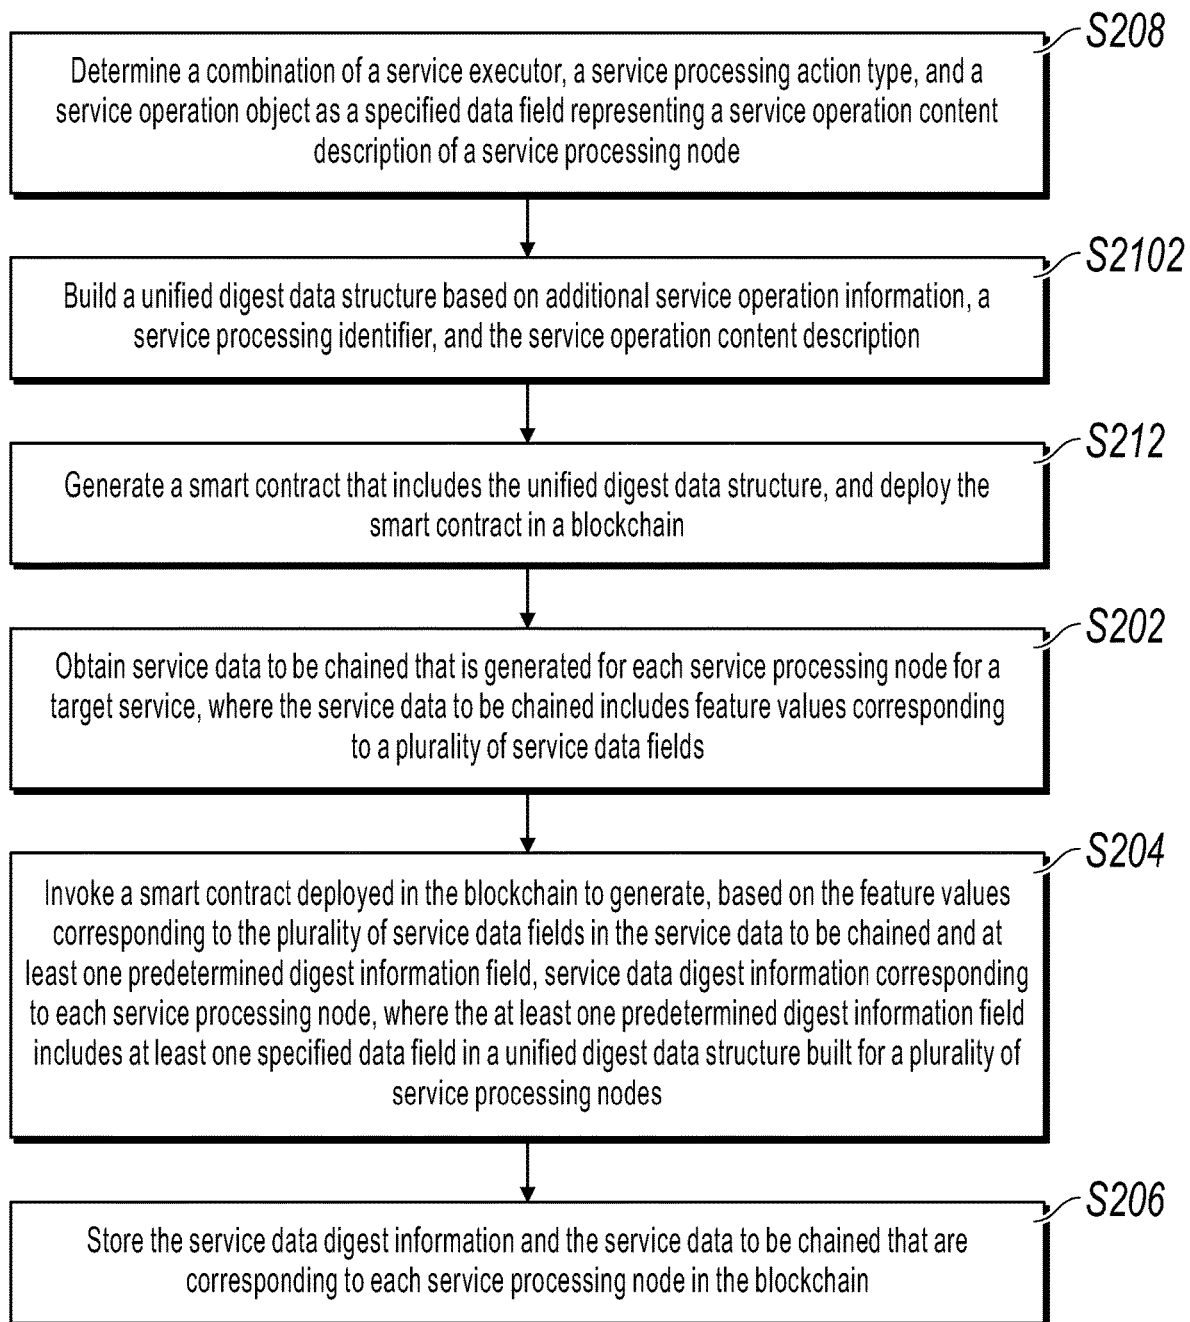 S208
Determine a combination of a service executor, a service processing action type, and a
service operation object as a specified data field representing a service operation content
description of a service processing node
S2102
Build a unified digest data structure based on additional service operation information, a
service processing identifier, and the service operation content description
S212
Generate a smart contract that includes the unified digest data structure, and deploy the
smart contract in a blockchain
S202
Obtain service data to be chained that is generated for each service processing node for a
target service, where the service data to be chained includes feature values corresponding
to a plurality of service data fields
S204
Invoke a smart contract deployed in the blockchain to generate, based on the feature values
corresponding to the plurality of service data fields in the service data to be chained and at
least one predetermined digest information field, service data digest information corresponding
to each service processing node, where the at least one predetermined digest information field
includes at least one specified data field in a unified digest data structure built for a plurality of
service processing nodes
S206
Store the service data digest information and the service data to be chained that are
corresponding to each service processing node in the blockchain